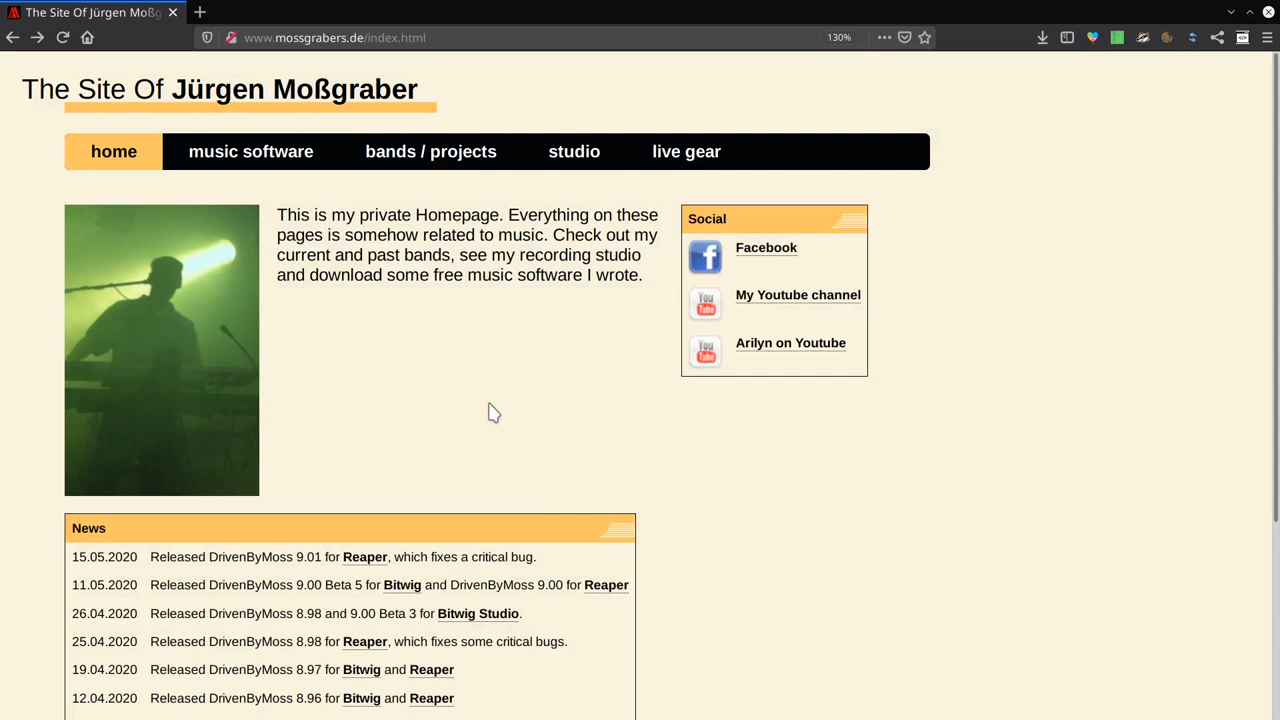 The Site Of Jürgen Moßg
www.mossgrabers.de/index.html
130%
The Site Of Jürgen Moßgraber
home
music software
bands / projects
studio
live gear
This is my private Homepage. Everything on these
pages is somehow related to music. Check out my
current and past bands, see my recording studio
and download some free music software I wrote.
Social
Facebook
You Tube My Youtube channel
You Tube Arilyn on Youtube
News
15.05.2020 Released DrivenByMoss 9.01 for Reaper, which fixes a critical bug.
11.05.2020 Released DrivenByMoss 9.00 Beta 5 for Bitwig and DrivenByMoss 9.00 for Reaper
26.04.2020 Released DrivenByMoss 8.98 and 9.00 Beta 3 for Bitwig Studio.
25.04.2020 Released DrivenByMoss 8.98 for Reaper, which fixes some critical bugs.
19.04.2020 Released DrivenByMoss 8.97 for Bitwig and Reaper
12.04.2020 Released DrivenByMoss 8.96 for Bitwig and Reaper